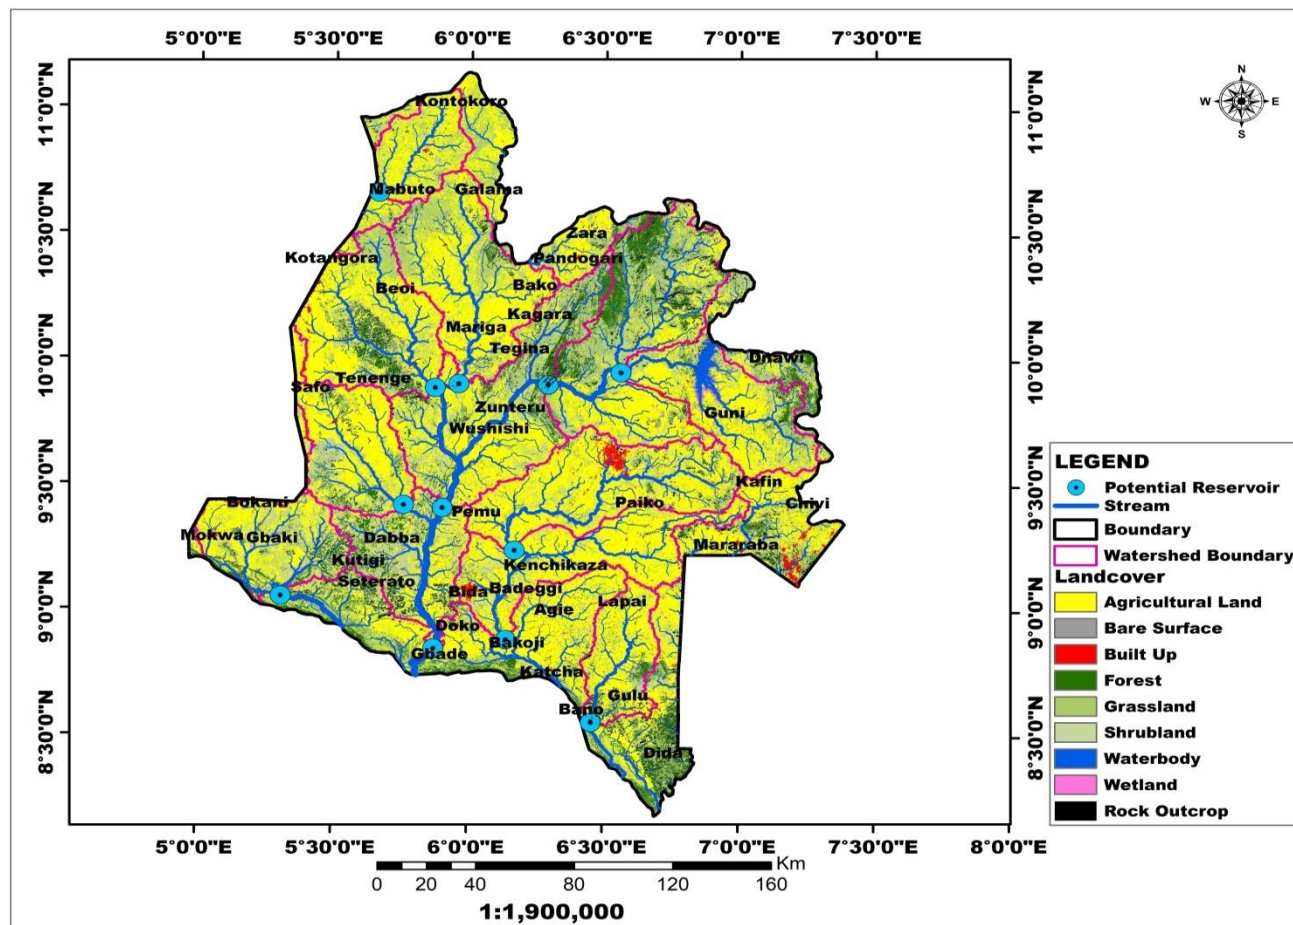 5°0'0"E 5°30'0"E 6°0'0"E 6°30'0"E 7°0'0"E 7°30'0"E
N
W E
S
11°0'0"N
10°30'0"N
10°0'0"N
9°30'0"N
9°0'0"N
8°30'0"N
Kontokoro
Mabuto Galama
Zara
Kotangora Pandogari
Beoi Bako
Kagara
Mariga
Tegina
Dnawi
Safo Tenenge
Zunteru Guni
Wushishi
Kafin
Bokani Paiko Chiyi
Pemu
Mokwa Gbaki Dabba
Mararaba
Kutigi Kenchikaza
Seterato Bida Badeggi
Agie Lapai
Doko
Gbade Bakoji
Katcha
Gulu
Bano
Dida
11°0'0"N
10°30'0"N
10°0'0"N
9°30'0"N
9°0'0"N
8°30'0"N
LEGEND
Potential Reservoir
Stream
Boundary
Watershed Boundary
Landcover
Agricultural Land
Bare Surface
Built Up
Forest
Grassland
Shrubland
Waterbody
Wetland
Rock Outcrop
5°0'0"E 5°30'0"E 6°0'0"E 6°30'0"E 7°0'0"E 7°30'0"E 8°0'0"E
Km
0 20 40 80 120 160
1:1,900,000